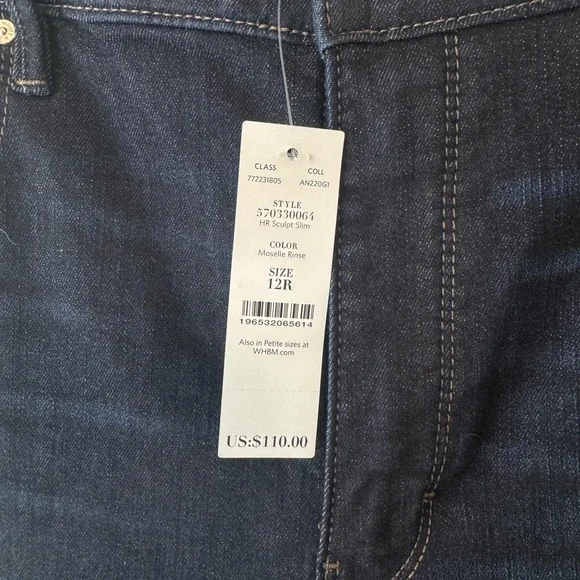 CLASS COLL
772231805 AN220G1
STYLE
570330064
HR Sculpt Slim
COLOR
Moselle Rinse
SIZE
12R
196532065614
Also in Petite sizes at
WHBM.com
US:$110.00